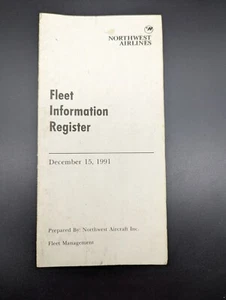 NORTHWEST
AIRLINES
Fleet
Information
Register
December 15, 1991
Prepared By: Northwest Aircraft Inc.
Fleet Management